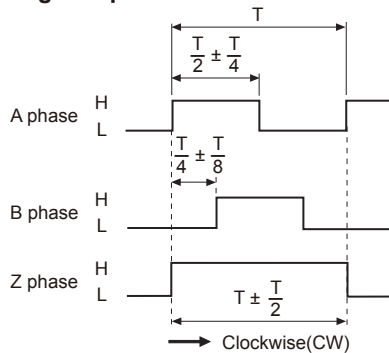 T
T/2 ± T/4
A phase H L
T/4 ± T/8
B phase H L
Z phase H L
T ± T/2
Clockwise(CW)